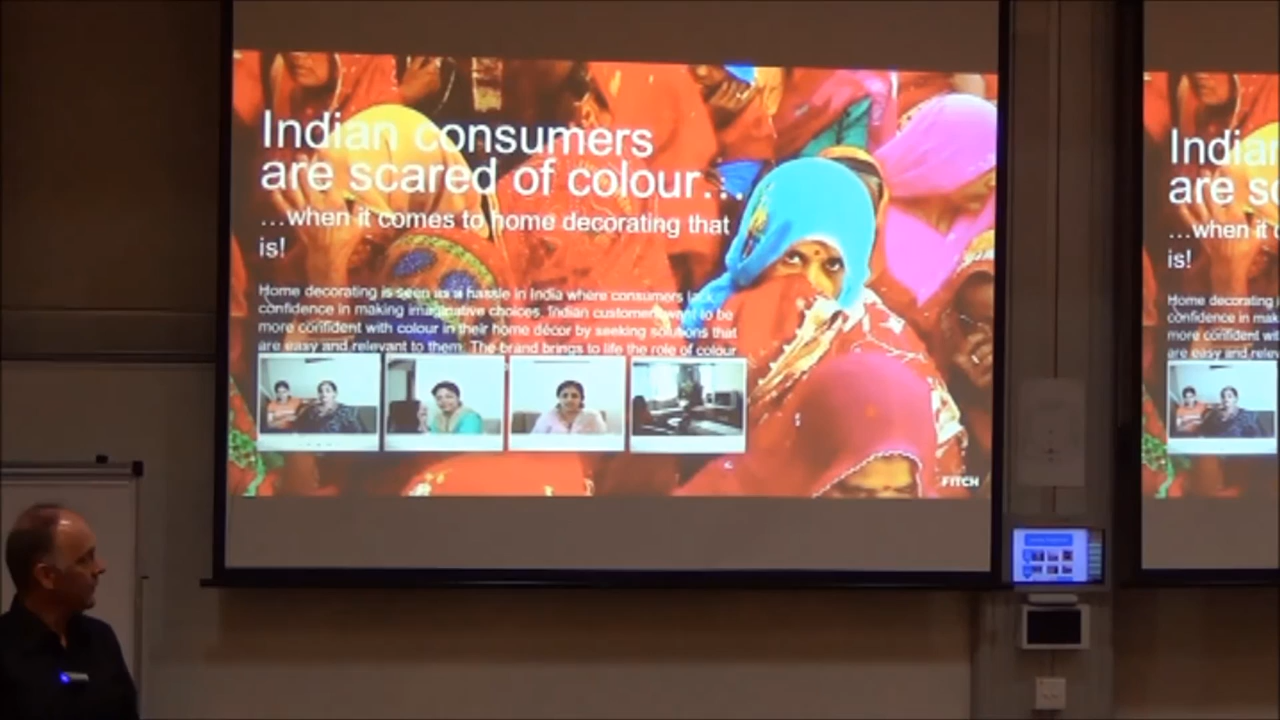 Indian consumers
are scared of colour…
…when it comes to home decorating that
is!
Home decorating is seen as a hassle in India where consumers lack
confidence in making imaginative choices. Indian customers want to be
more confident with colour in their home décor by seeking solutions that
are easy and relevant to them. The brand brings to life the role of colour
FITCH
Indian
are sc
…when it c
is!
Home decorating
confidence in mak
more confident wi
are easy and relev